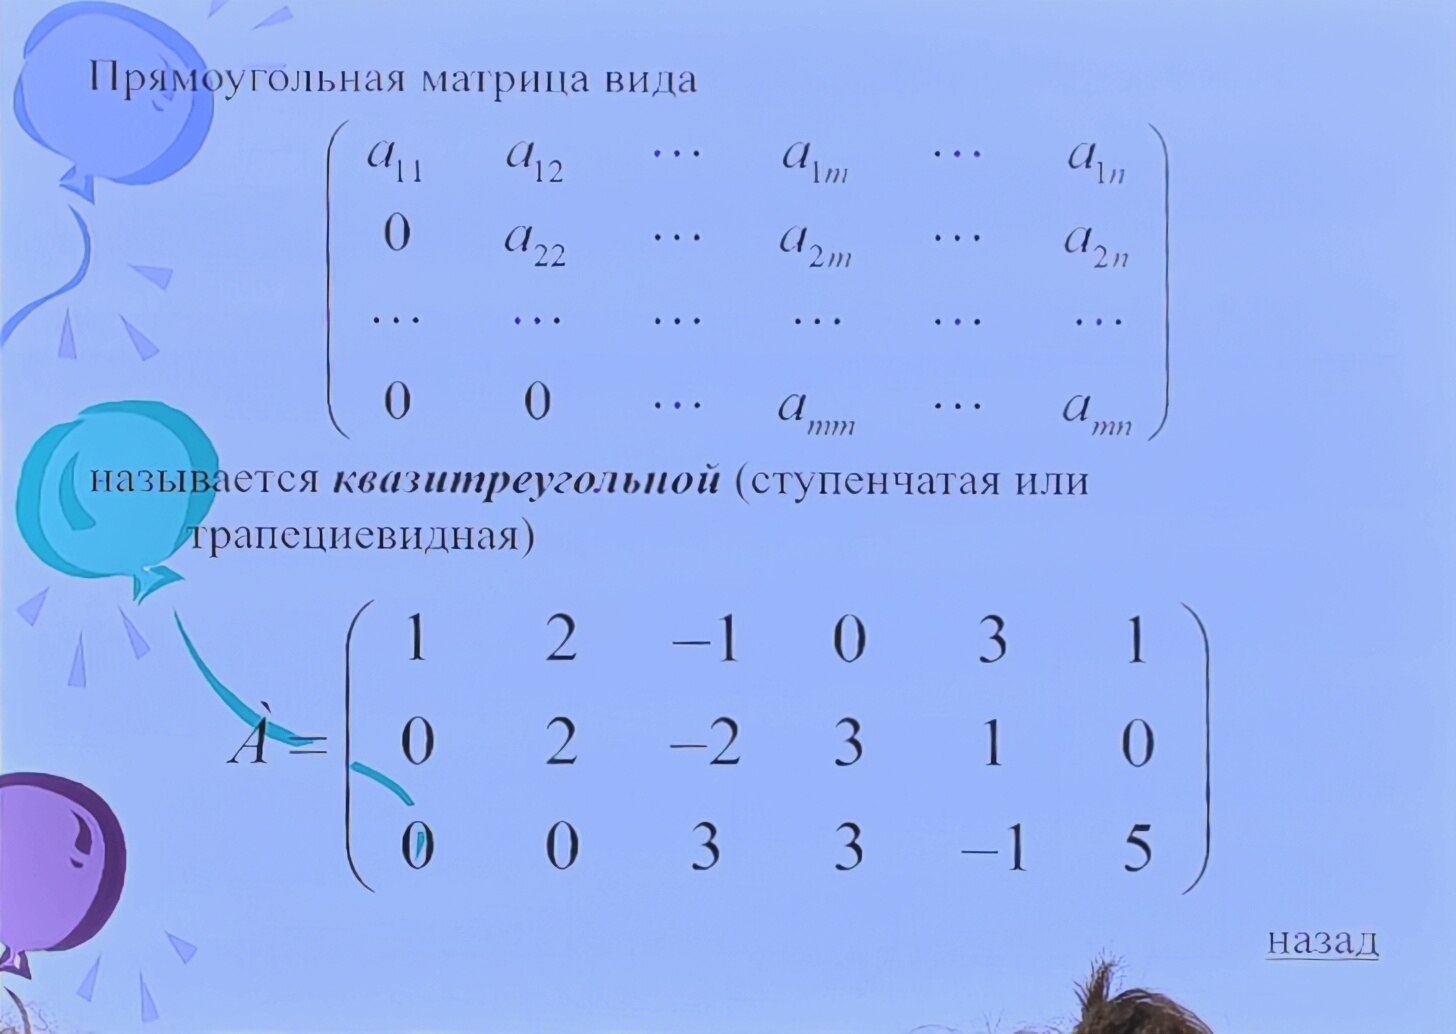 Прямоугольная матрица вида
a11 a12 ⋯ a1m ⋯ a1n
0 a22 ⋯ a2m ⋯ a2n
⋯ ⋯ ⋯ ⋯ ⋯ ⋯
0 0 ⋯ amm ⋯ amn
называется квазитреугольной (ступенчатая или
трапециевидная)
1 2 –1 0 3 1
À = 0 2 –2 3 1 0
0 0 3 3 –1 5
назад